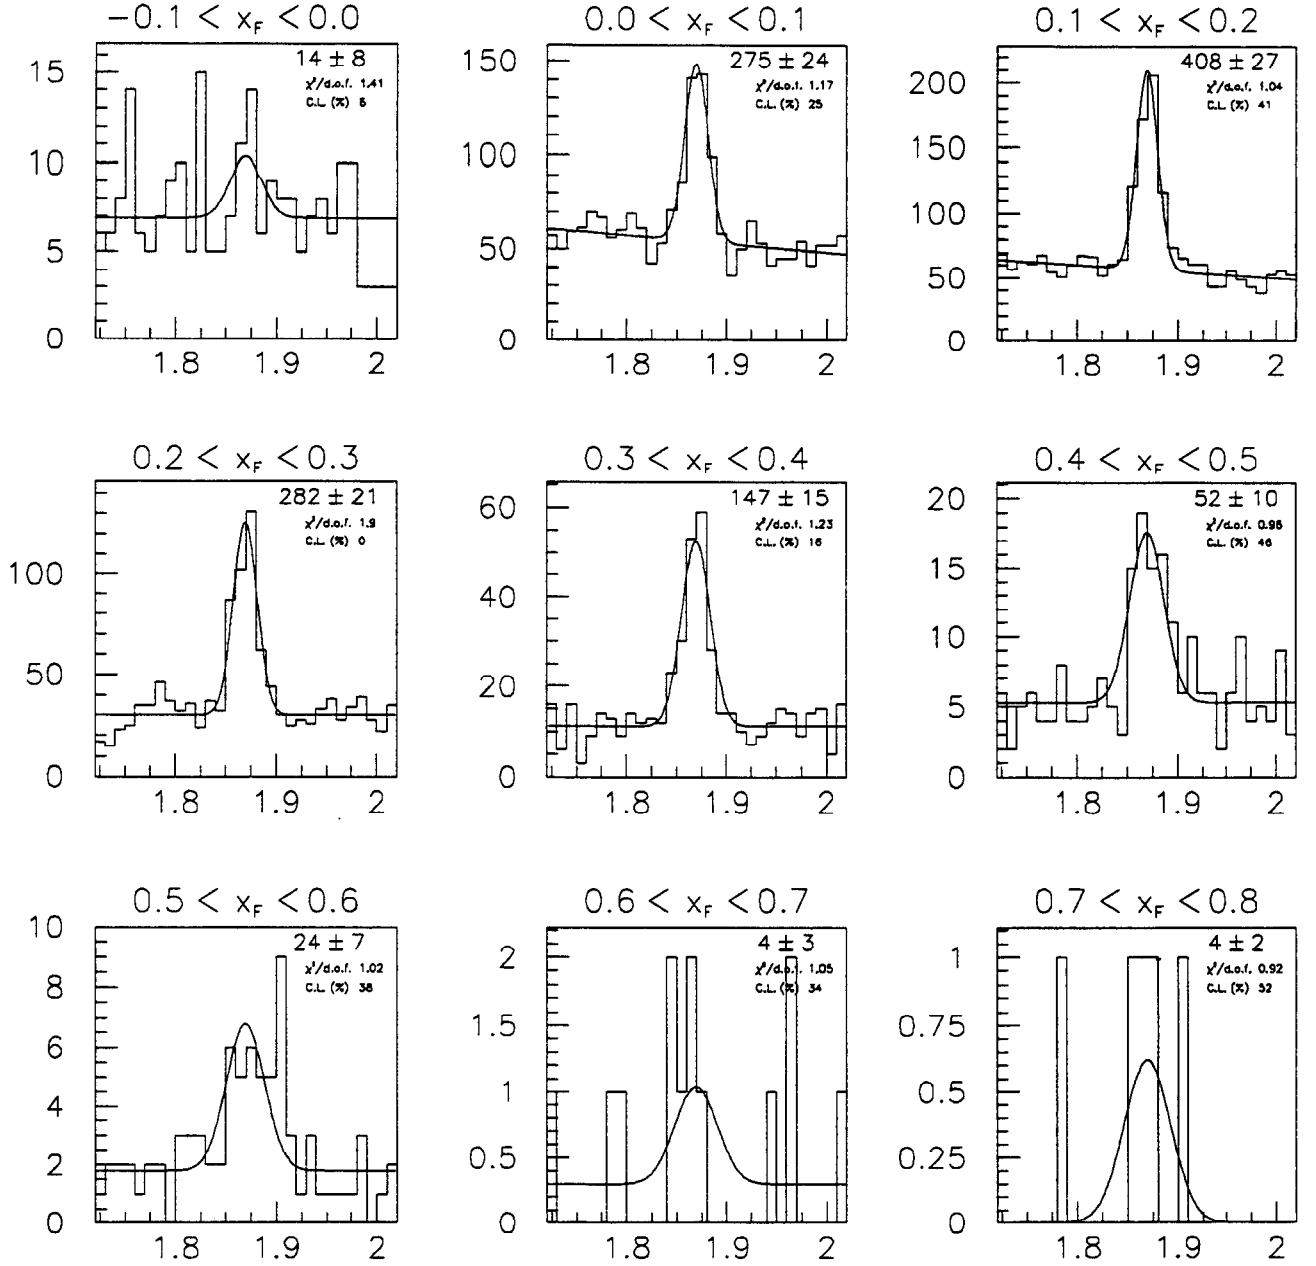 −0.1 < x_F < 0.0
14 ± 8
χ²/d.o.f. 1.41
C.L. (%) 6
15
10
5
0
1.8 1.9 2
0.0 < x_F < 0.1
275 ± 24
χ²/d.o.f. 1.17
C.L. (%) 25
150
100
50
0
1.8 1.9 2
0.1 < x_F < 0.2
408 ± 27
χ²/d.o.f. 1.04
C.L. (%) 41
200
150
100
50
0
1.8 1.9 2
0.2 < x_F < 0.3
282 ± 21
χ²/d.o.f. 1.9
C.L. (%) 0
100
50
0
1.8 1.9 2
0.3 < x_F < 0.4
147 ± 15
χ²/d.o.f. 1.23
C.L. (%) 16
60
40
20
0
1.8 1.9 2
0.4 < x_F < 0.5
52 ± 10
χ²/d.o.f. 0.98
C.L. (%) 46
20
15
10
5
0
1.8 1.9 2
0.5 < x_F < 0.6
24 ± 7
χ²/d.o.f. 1.02
C.L. (%) 38
10
8
6
4
2
0
1.8 1.9 2
0.6 < x_F < 0.7
4 ± 3
χ²/d.o.f. 1.05
C.L. (%) 34
2
1.5
1
0.5
0
1.8 1.9 2
0.7 < x_F < 0.8
4 ± 2
χ²/d.o.f. 0.92
C.L. (%) 52
1
0.75
0.5
0.25
0
1.8 1.9 2